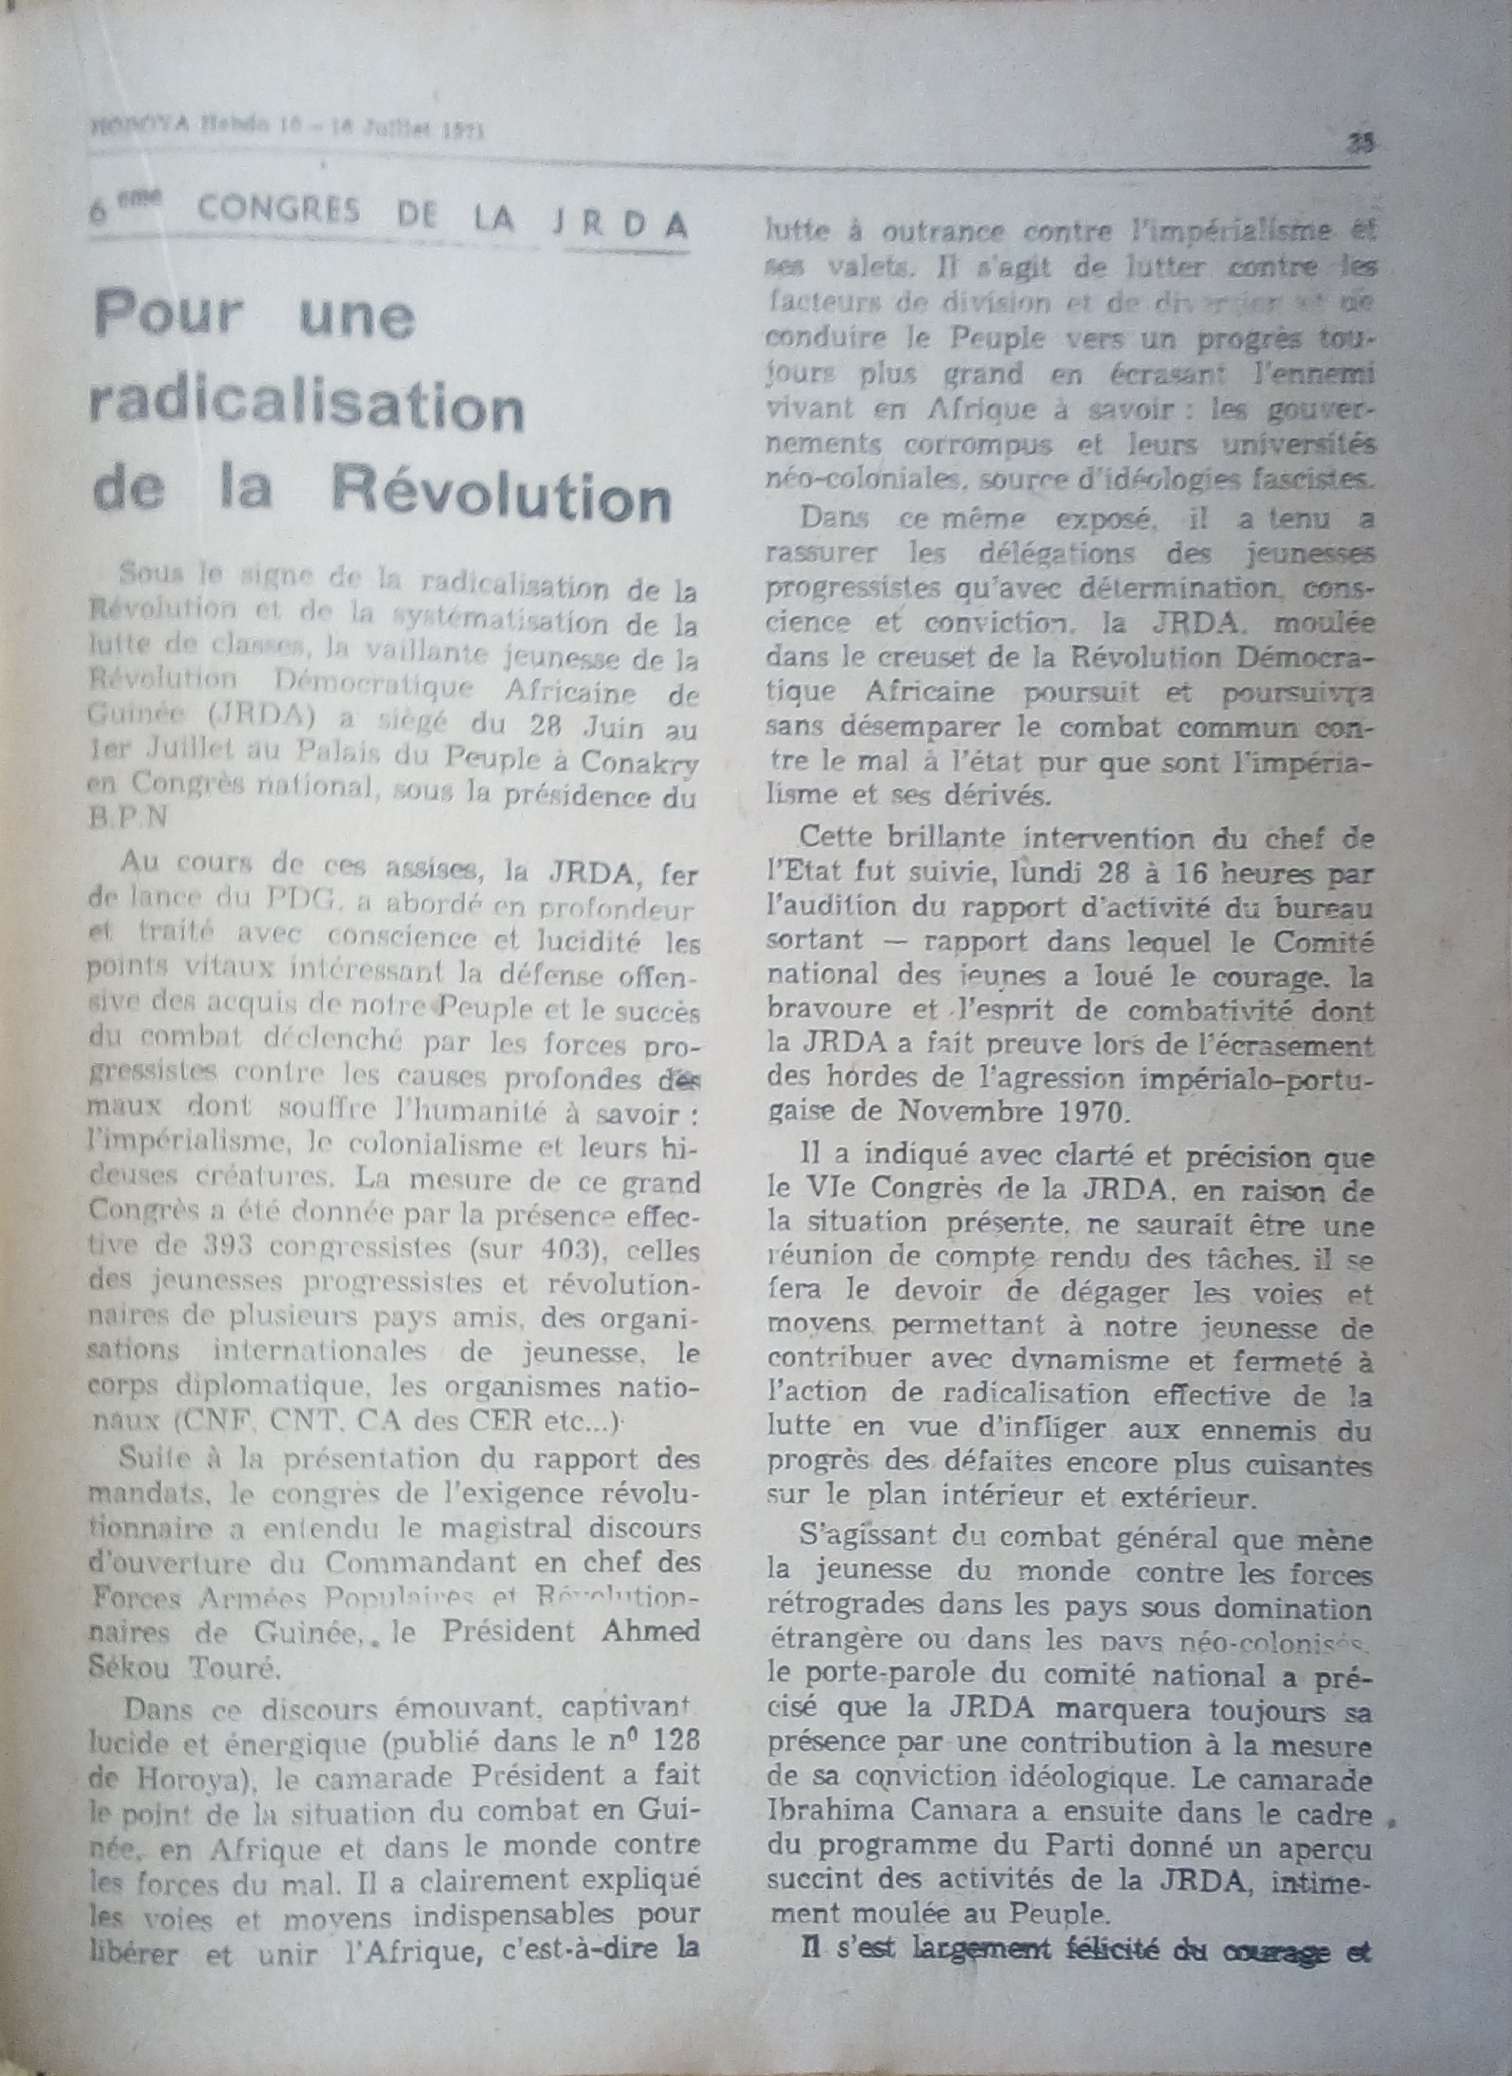 HOROYA Hebdo 10 - 16 Juillet 1971
35
6eme CONGRES DE LA JRDA
Pour une
radicalisation
de la Révolution
Sous le signe de la radicalisation de la
Révolution et de la systématisation de la
lutte de classes, la vaillante jeunesse de la
Révolution Démocratique Africaine de
Guinée (JRDA) a siégé du 28 Juin au
1er Juillet au Palais du Peuple à Conakry
en Congrès national, sous la présidence du
B.P.N
Au cours de ces assises, la JRDA, fer
de lance du PDG, a abordé en profondeur
et traité avec conscience et lucidité les
points vitaux intéressant la défense offen-
sive des acquis de notre Peuple et le succès
du combat déclenché par les forces pro-
gressistes contre les causes profondes des
maux dont souffre l'humanité à savoir :
l'impérialisme, le colonialisme et leurs hi-
deuses créatures. La mesure de ce grand
Congrès a été donnée par la présence effec-
tive de 393 congressistes (sur 403), celles
des jeunesses progressistes et révolution-
naires de plusieurs pays amis, des organi-
sations internationales de jeunesse, le
corps diplomatique, les organismes natio-
naux (CNF, CNT, CA des CER etc...)
Suite à la présentation du rapport des
mandats, le congrès de l'exigence révolu-
tionnaire a entendu le magistral discours
d'ouverture du Commandant en chef des
Forces Armées Populaires et Révolution-
naires de Guinée, le Président Ahmed
Sékou Touré.
Dans ce discours émouvant, captivant
lucide et énergique (publié dans le nº 128
de Horoya), le camarade Président a fait
le point de la situation du combat en Gui-
née, en Afrique et dans le monde contre
les forces du mal. Il a clairement expliqué
les voies et moyens indispensables pour
libérer et unir l'Afrique, c'est-à-dire la
lutte à outrance contre l'impérialisme et
ses valets. Il s'agit de lutter contre les
facteurs de division et de diversion et de
conduire le Peuple vers un progrès tou-
jours plus grand en écrasant l'ennemi
vivant en Afrique à savoir : les gouver-
nements corrompus et leurs universités
néo-coloniales, source d'idéologies fascistes.
Dans ce même exposé, il a tenu a
rassurer les délégations des jeunesses
progressistes qu'avec détermination, cons-
cience et conviction, la JRDA, moulée
dans le creuset de la Révolution Démocra-
tique Africaine poursuit et poursuivra
sans désemparer le combat commun con-
tre le mal à l'état pur que sont l'impéria-
lisme et ses dérivés.
Cette brillante intervention du chef de
l'Etat fut suivie, lundi 28 à 16 heures par
l'audition du rapport d'activité du bureau
sortant — rapport dans lequel le Comité
national des jeunes a loué le courage, la
bravoure et l'esprit de combativité dont
la JRDA a fait preuve lors de l'écrasement
des hordes de l'agression impérialo-portu-
gaise de Novembre 1970.
Il a indiqué avec clarté et précision que
le VIe Congrès de la JRDA, en raison de
la situation présente, ne saurait être une
réunion de compte rendu des tâches, il se
fera le devoir de dégager les voies et
moyens permettant à notre jeunesse de
contribuer avec dynamisme et fermeté à
l'action de radicalisation effective de la
lutte en vue d'infliger aux ennemis du
progrès des défaites encore plus cuisantes
sur le plan intérieur et extérieur.
S'agissant du combat général que mène
la jeunesse du monde contre les forces
rétrogrades dans les pays sous domination
étrangère ou dans les pays néo-colonisés,
le porte-parole du comité national a pré-
cisé que la JRDA marquera toujours sa
présence par une contribution à la mesure
de sa conviction idéologique. Le camarade
Ibrahima Camara a ensuite dans le cadre
du programme du Parti donné un aperçu
succint des activités de la JRDA, intime-
ment moulée au Peuple.
Il s'est largement félicité du courage et